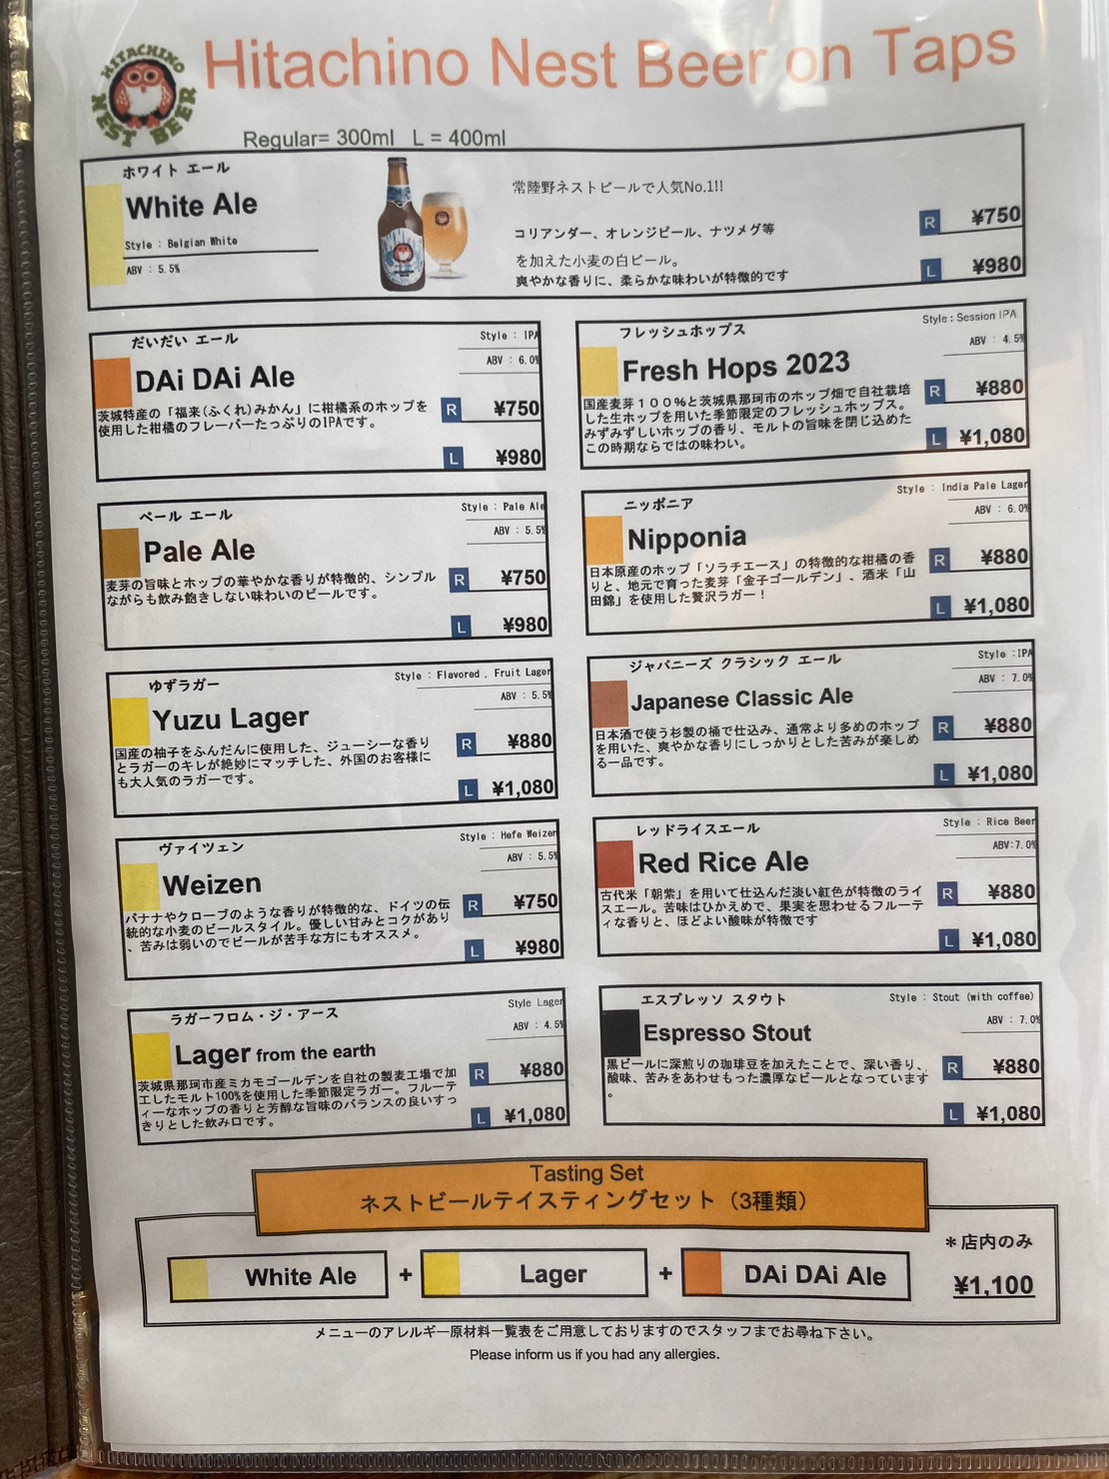 HITACHINO
NEST BEER
Hitachino Nest Beer on Taps
Regular= 300ml L = 400ml
ホワイト エール
White Ale
Style : Belgian White
ABV : 5.5%
常陸野ネストビールで人気No.1!!
コリアンダー、オレンジピール、ナツメグ等
を加えた小麦の白ビール。
爽やかな香りに、柔らかな味わいが特徴的です
R ¥750
L ¥980
だいだい エール
Style : IPA
ABV : 6.0%
DAi DAi Ale
茨城特産の「福来(ふくれ)みかん」に柑橘系のホップを
使用した柑橘のフレーバーたっぷりのIPAです。
R ¥750
L ¥980
フレッシュホップス
Style : Session IPA
ABV : 4.5%
Fresh Hops 2023
国産麦芽１００%と茨城県那珂市のホップ畑で自社栽培
した生ホップを用いた季節限定のフレッシュホップス。
みずみずしいホップの香り、モルトの旨味を閉じ込めた
この時期ならではの味わい。
R ¥880
L ¥1,080
ペール エール
Style : Pale Ale
ABV : 5.5%
Pale Ale
麦芽の旨味とホップの華やかな香りが特徴的、シンプル
ながらも飲み飽きしない味わいのビールです。
R ¥750
L ¥980
ニッポニア
Style : India Pale Lager
ABV : 6.0%
Nipponia
日本原産のホップ「ソラチエース」の特徴的な柑橘の香
りと、地元で育った麦芽「金子ゴールデン」、酒米「山
田錦」を使用した贅沢ラガー！
R ¥880
L ¥1,080
ゆずラガー
Style : Flavored , Fruit Lager
ABV : 5.5%
Yuzu Lager
国産の柚子をふんだんに使用した、ジューシーな香り
とラガーのキレが絶妙にマッチした、外国のお客様に
も大人気のラガーです。
R ¥880
L ¥1,080
ジャパニーズ クラシック エール
Style :IPA
ABV : 7.0%
Japanese Classic Ale
日本酒で使う杉製の桶で仕込み、通常より多めのホップ
を用いた、爽やかな香りにしっかりとした苦みが楽しめ
る一品です。
R ¥880
L ¥1,080
ヴァイツェン
Style : Hefe Weizen
ABV : 5.5%
Weizen
バナナやクローブのような香りが特徴的な、ドイツの伝
統的な小麦のビールスタイル。優しい甘みとコクがあり
、苦みは弱いのでビールが苦手な方にもオススメ。
R ¥750
L ¥980
レッドライスエール
Style : Rice Beer
ABV:7.0%
Red Rice Ale
古代米「朝紫」を用いて仕込んだ淡い紅色が特徴のライ
スエール。苦味はひかえめで、果実を思わせるフルーテ
ィな香りと、ほどよい酸味が特徴です
R ¥880
L ¥1,080
ラガーフロム・ジ・アース
Style Lager
ABV : 4.5%
Lager from the earth
茨城県那珂市産ミカモゴールデンを自社の製麦工場で加
工したモルト100%を使用した季節限定ラガー。フルーテ
ィーなホップの香りと芳醇な旨味のバランスの良いすっ
きりとした飲み口です。
R ¥880
L ¥1,080
エスプレッソ スタウト
Style : Stout (with coffee)
ABV : 7.0%
Espresso Stout
黒ビールに深煎りの珈琲豆を加えたことで、深い香り、
酸味、苦みをあわせもった濃厚なビールとなっています
。
R ¥880
L ¥1,080
Tasting Set
ネストビールテイスティングセット（3種類）
White Ale + Lager + DAi DAi Ale
＊店内のみ
¥1,100
メニューのアレルギー原材料一覧表をご用意しておりますのでスタッフまでお尋ね下さい。
Please inform us if you had any allergies.